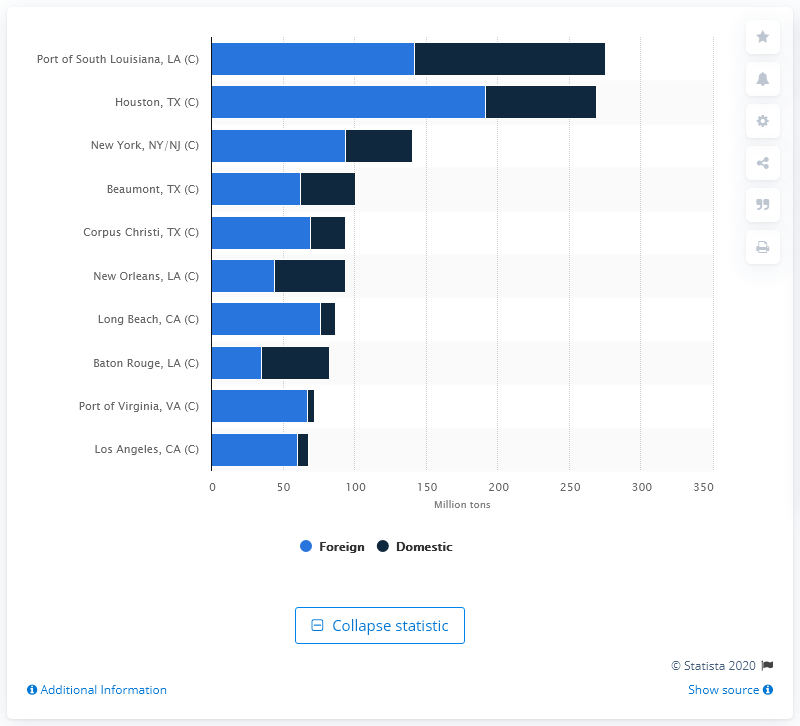 Port of South Louisiana, LA (C)
Houston, TX (C)
New York, NY/NJ (C)
Beaumont, TX (C)
Corpus Christi, TX (C)
New Orleans, LA (C)
Long Beach, CA (C)
Baton Rouge, LA (C)
Port of Virginia, VA (C)
Los Angeles, CA (C)
0 50 100 150 200 250 300 350
Million tons
Foreign Domestic
Collapse statistic
© Statista 2020
Additional Information
Show source